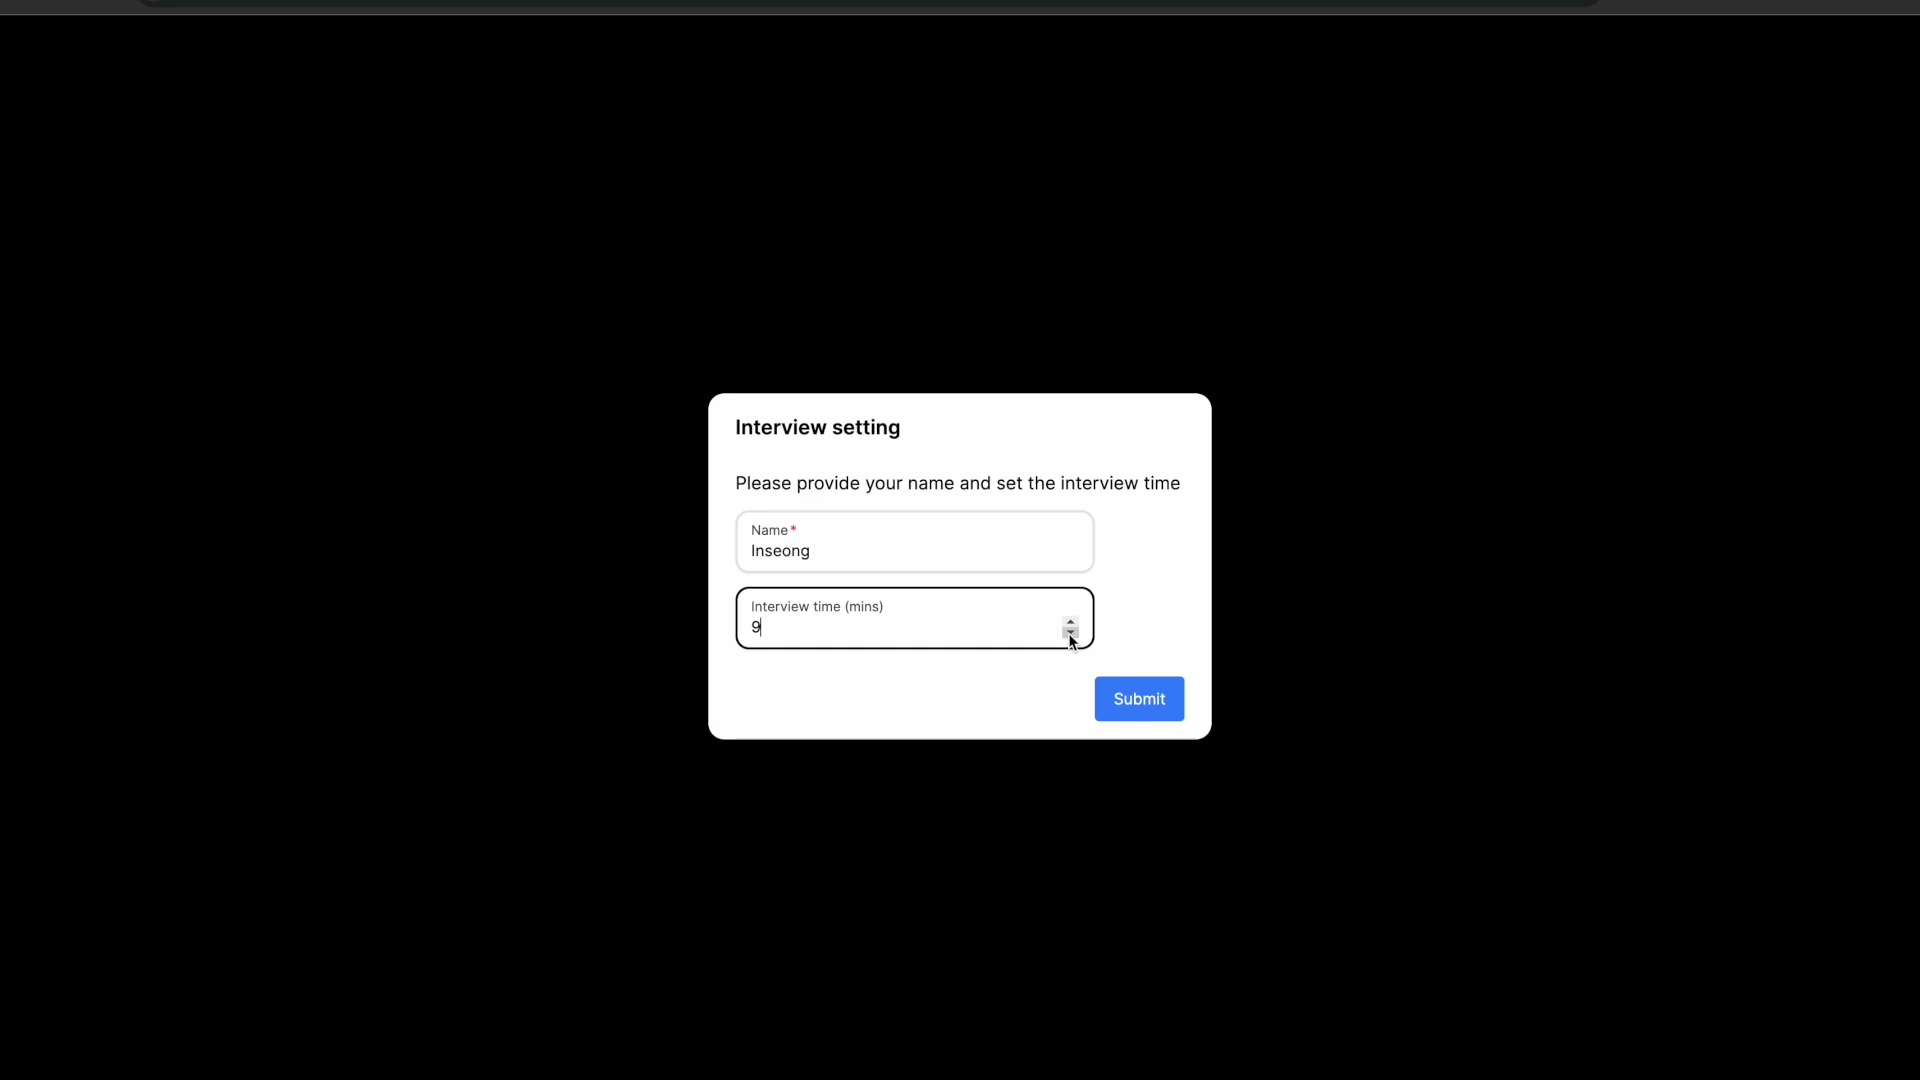 Interview setting
Please provide your name and set the interview time
Name*
Inseong
Interview time (mins)
9
Submit